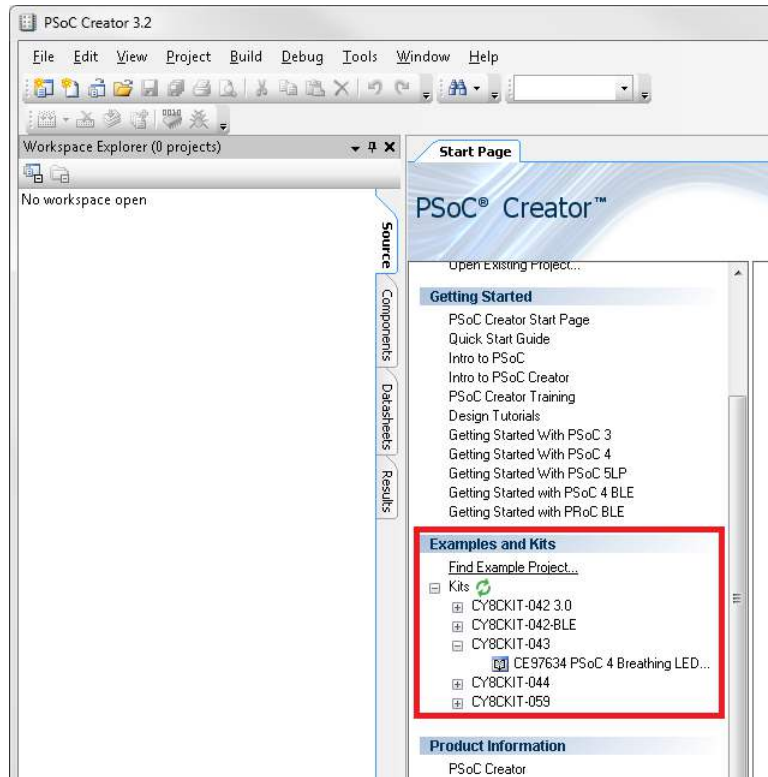 PSoC Creator 3.2
File Edit View Project Build Debug Tools Window Help
Workspace Explorer (0 projects)
No workspace open
Source
Components
Datasheets
Results
Start Page
PSoC® Creator™
Open Existing Project...
Getting Started
PSoC Creator Start Page
Quick Start Guide
Intro to PSoC
Intro to PSoC Creator
PSoC Creator Training
Design Tutorials
Getting Started With PSoC 3
Getting Started With PSoC 4
Getting Started With PSoC 5LP
Getting Started with PSoC 4 BLE
Getting Started with PRoC BLE
Examples and Kits
Find Example Project...
Kits
CY8CKIT-042 3.0
CY8CKIT-042-BLE
CY8CKIT-043
CE97634 PSoC 4 Breathing LED...
CY8CKIT-044
CY8CKIT-059
Product Information
PSoC Creator